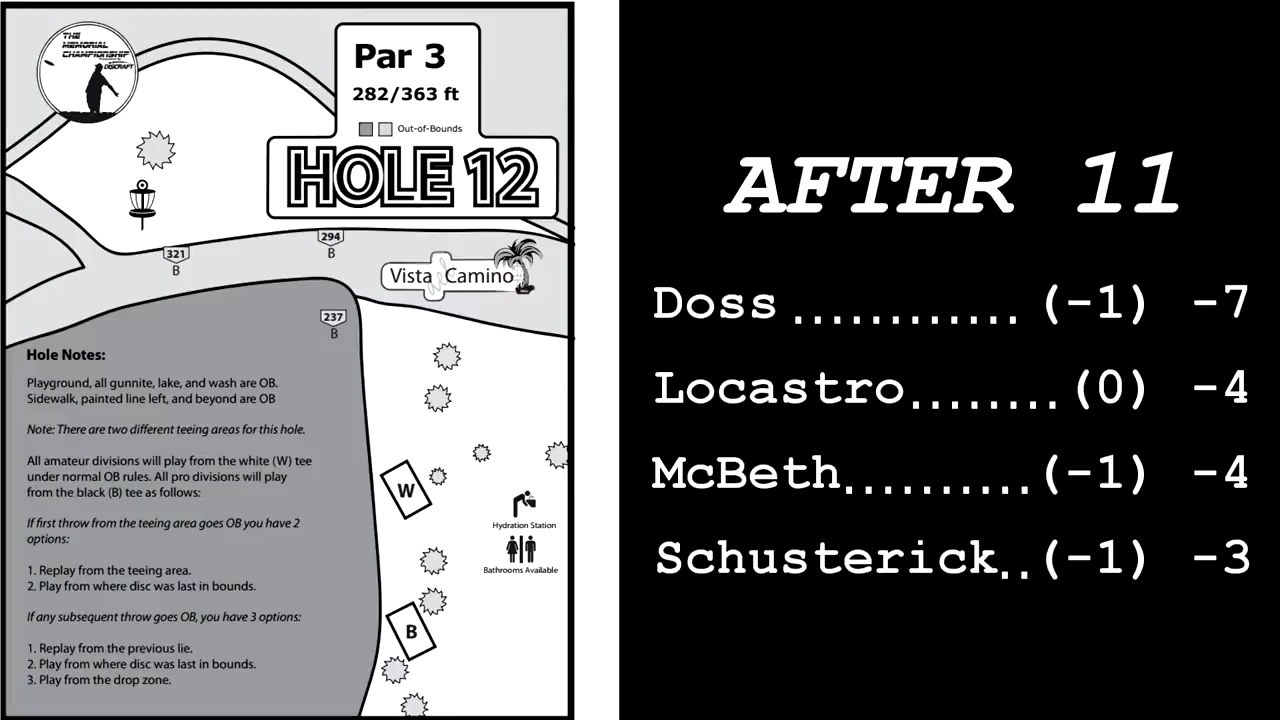 THE
MEMORIAL
CHAMPIONSHIP
Presented by
DISCRAFT
Par 3
282/363 ft
Out-of-Bounds
HOLE 12
321
B
294
B
Vista del Camino
237
B
Hole Notes:
Playground, all gunnite, lake, and wash are OB.
Sidewalk, painted line left, and beyond are OB
Note: There are two different teeing areas for this hole.
All amateur divisions will play from the white (W) tee
under normal OB rules. All pro divisions will play
from the black (B) tee as follows:
If first throw from the teeing area goes OB you have 2
options:
1. Replay from the teeing area.
2. Play from where disc was last in bounds.
If any subsequent throw goes OB, you have 3 options:
1. Replay from the previous lie.
2. Play from where disc was last in bounds.
3. Play from the drop zone.
W
Hydration Station
Bathrooms Available
B
AFTER 11
Doss ............ (-1) -7
Locastro........ (0) -4
McBeth.......... (-1) -4
Schusterick.. (-1) -3